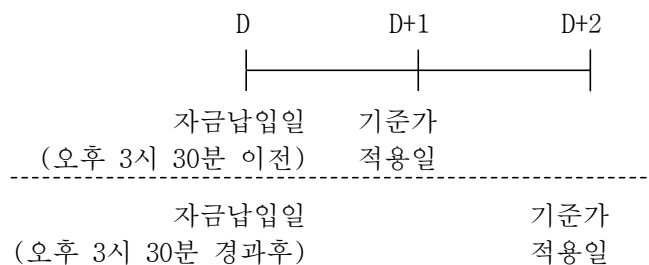 D D+1 D+2
자금납입일 기준가
(오후 3시 30분 이전) 적용일
자금납입일 기준가
(오후 3시 30분 경과후) 적용일